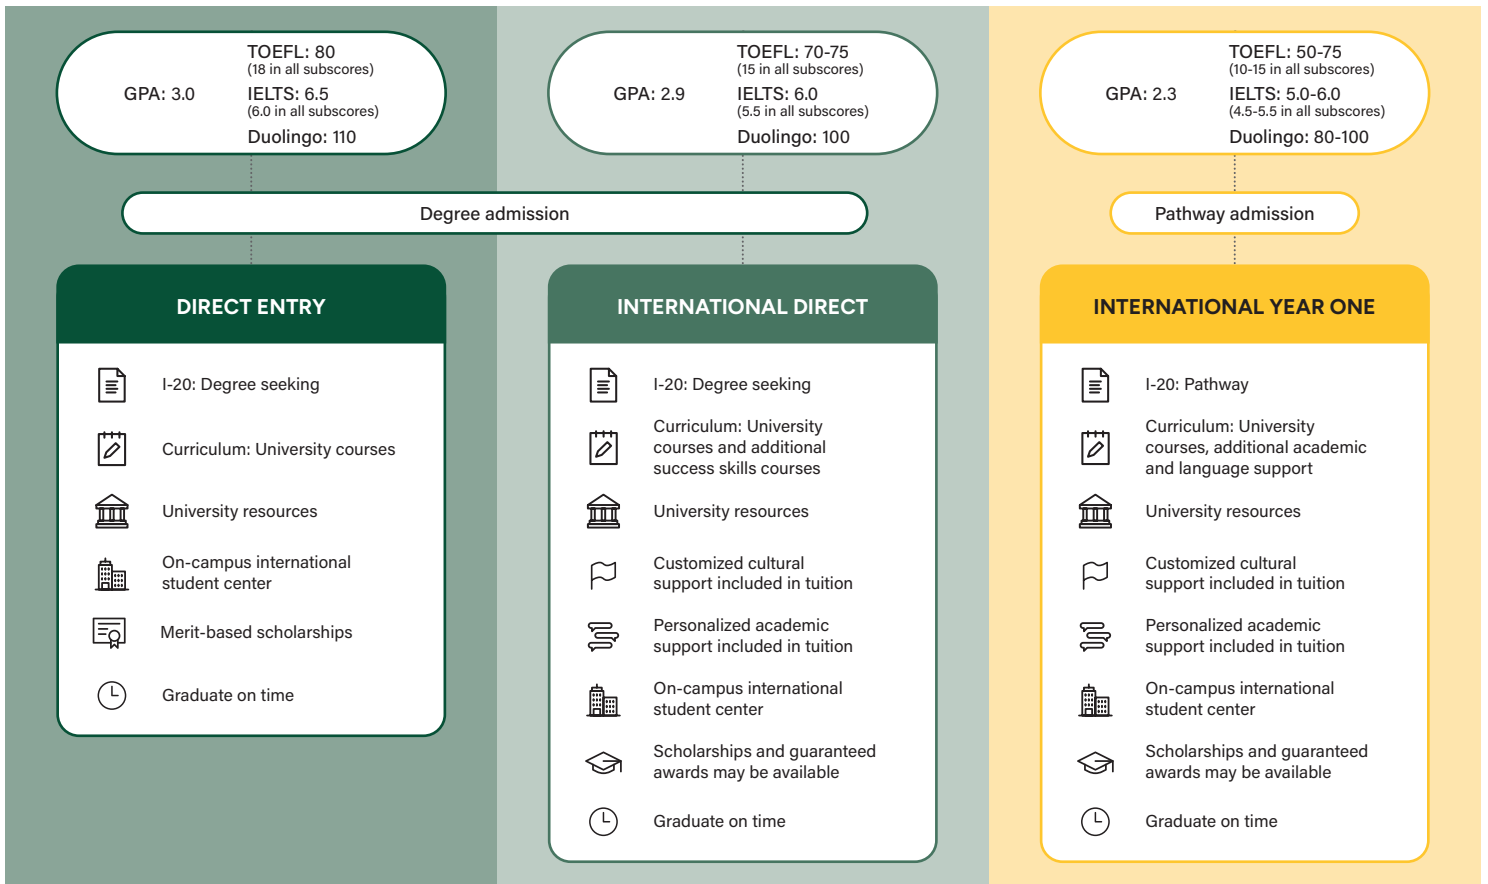 GPA: 3.0
TOEFL: 80
(18 in all subscores)
IELTS: 6.5
(6.0 in all subscores)
Duolingo: 110
GPA: 2.9
TOEFL: 70-75
(15 in all subscores)
IELTS: 6.0
(5.5 in all subscores)
Duolingo: 100
GPA: 2.3
TOEFL: 50-75
(10-15 in all subscores)
IELTS: 5.0-6.0
(4.5-5.5 in all subscores)
Duolingo: 80-100
Degree admission
Pathway admission
DIRECT ENTRY
I-20: Degree seeking
Curriculum: University courses
University resources
On-campus international
student center
Merit-based scholarships
Graduate on time
INTERNATIONAL DIRECT
I-20: Degree seeking
Curriculum: University
courses and additional
success skills courses
University resources
Customized cultural
support included in tuition
Personalized academic
support included in tuition
On-campus international
student center
Scholarships and guaranteed
awards may be available
Graduate on time
INTERNATIONAL YEAR ONE
I-20: Pathway
Curriculum: University
courses, additional academic
and language support
University resources
Customized cultural
support included in tuition
Personalized academic
support included in tuition
On-campus international
student center
Scholarships and guaranteed
awards may be available
Graduate on time